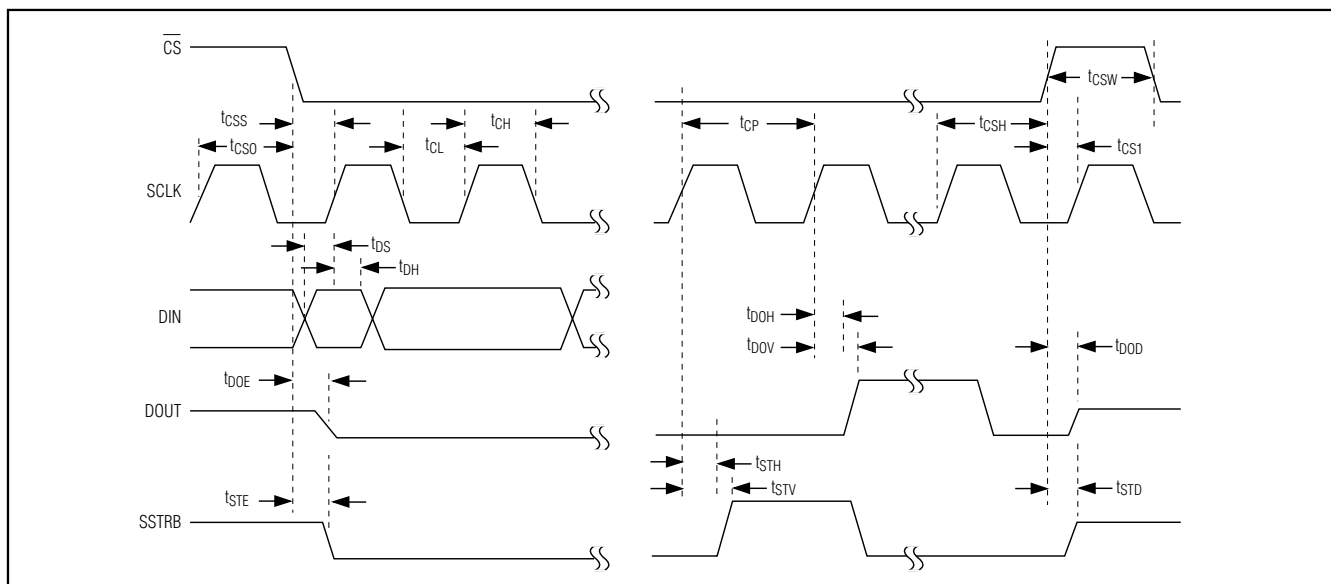 CS
tCSS
tCH
tCP
tCSH
tCSW
tCSO
tCL
tCS1
SCLK
tDS
tDH
DIN
tDOH
tDOV
tDOD
tDOE
DOUT
tSTH
tSTV
tSTE
tSTD
SSTRB